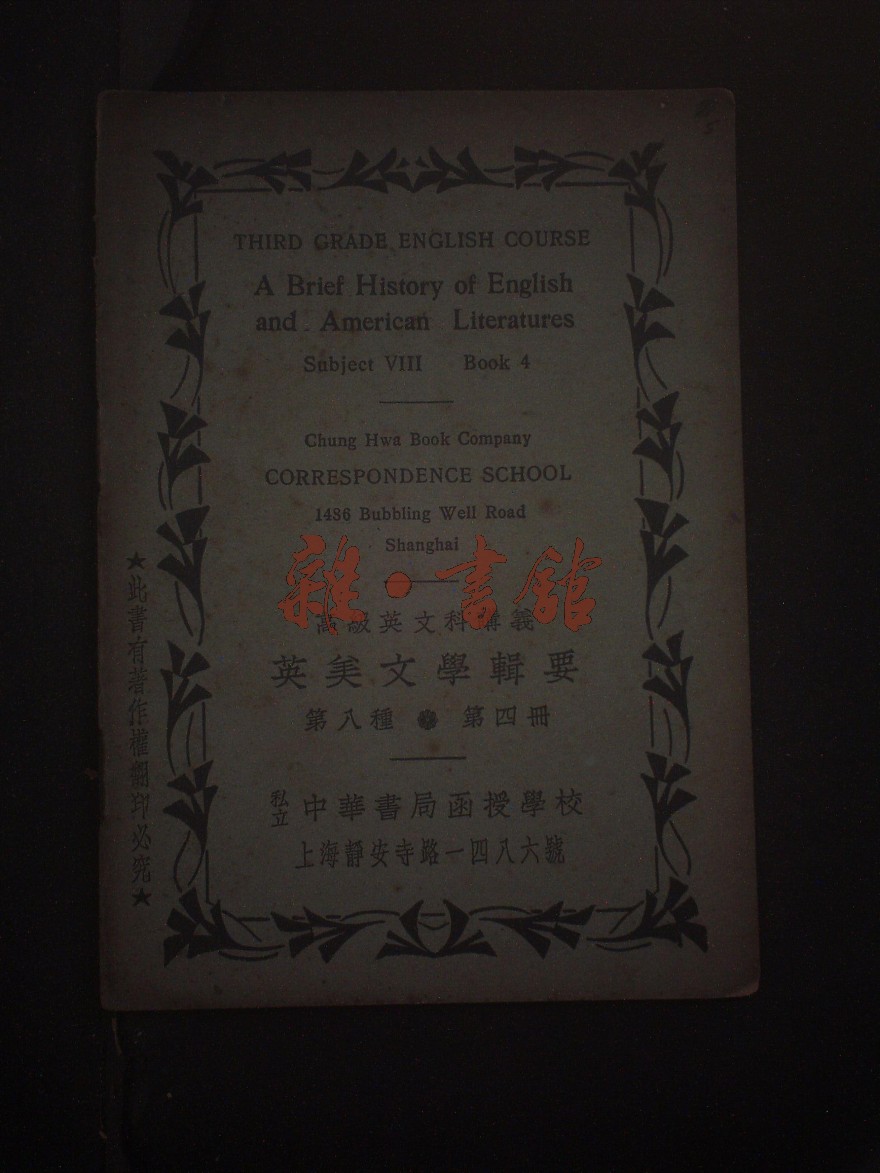 THIRD GRADE ENGLISH COURSE
A Brief History of English
and American Literatures
Subject VIII Book 4
Chung Hwa Book Company
CORRESPONDENCE SCHOOL
1486 Bubbling Well Road
Shanghai
雜·書館
高級英文科講義
英美文學輯要
第八種 第四冊
私立 中華書局函授學校
上海靜安寺路一四八六號
★此書有著作權翻印必究★